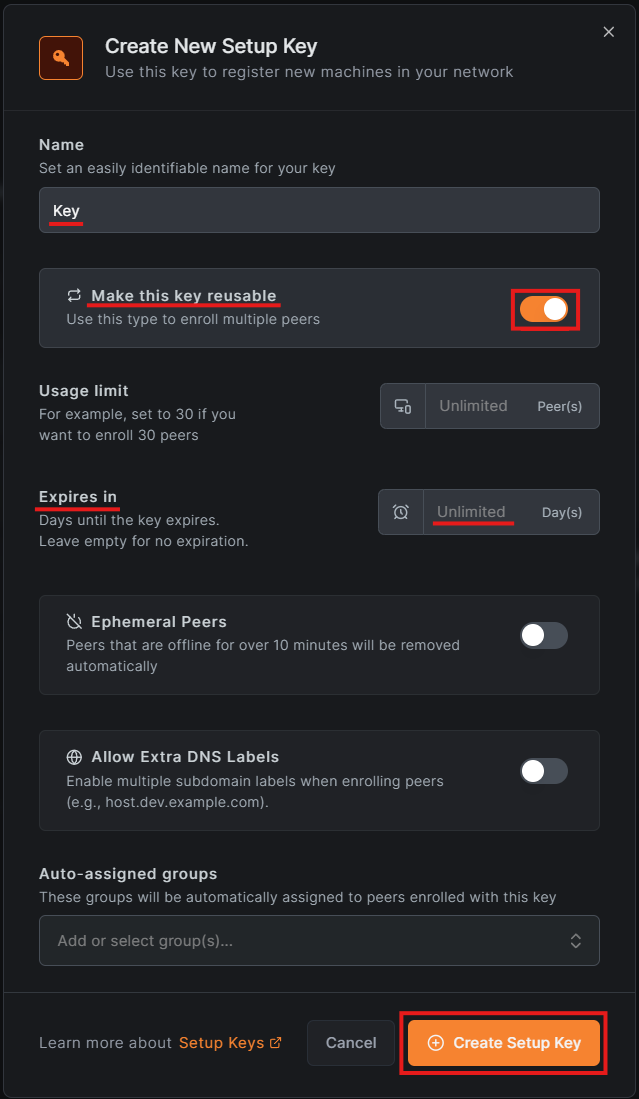 Create New Setup Key
Use this key to register new machines in your network
Name
Set an easily identifiable name for your key
Key
Make this key reusable
Use this type to enroll multiple peers
Usage limit
For example, set to 30 if you
want to enroll 30 peers
Unlimited
Peer(s)
Expires in
Days until the key expires.
Leave empty for no expiration.
Unlimited
Day(s)
Ephemeral Peers
Peers that are offline for over 10 minutes will be removed
automatically
Allow Extra DNS Labels
Enable multiple subdomain labels when enrolling peers
(e.g., host.dev.example.com).
Auto-assigned groups
These groups will be automatically assigned to peers enrolled with this key
Add or select group(s)...
Learn more about Setup Keys
Cancel
Create Setup Key